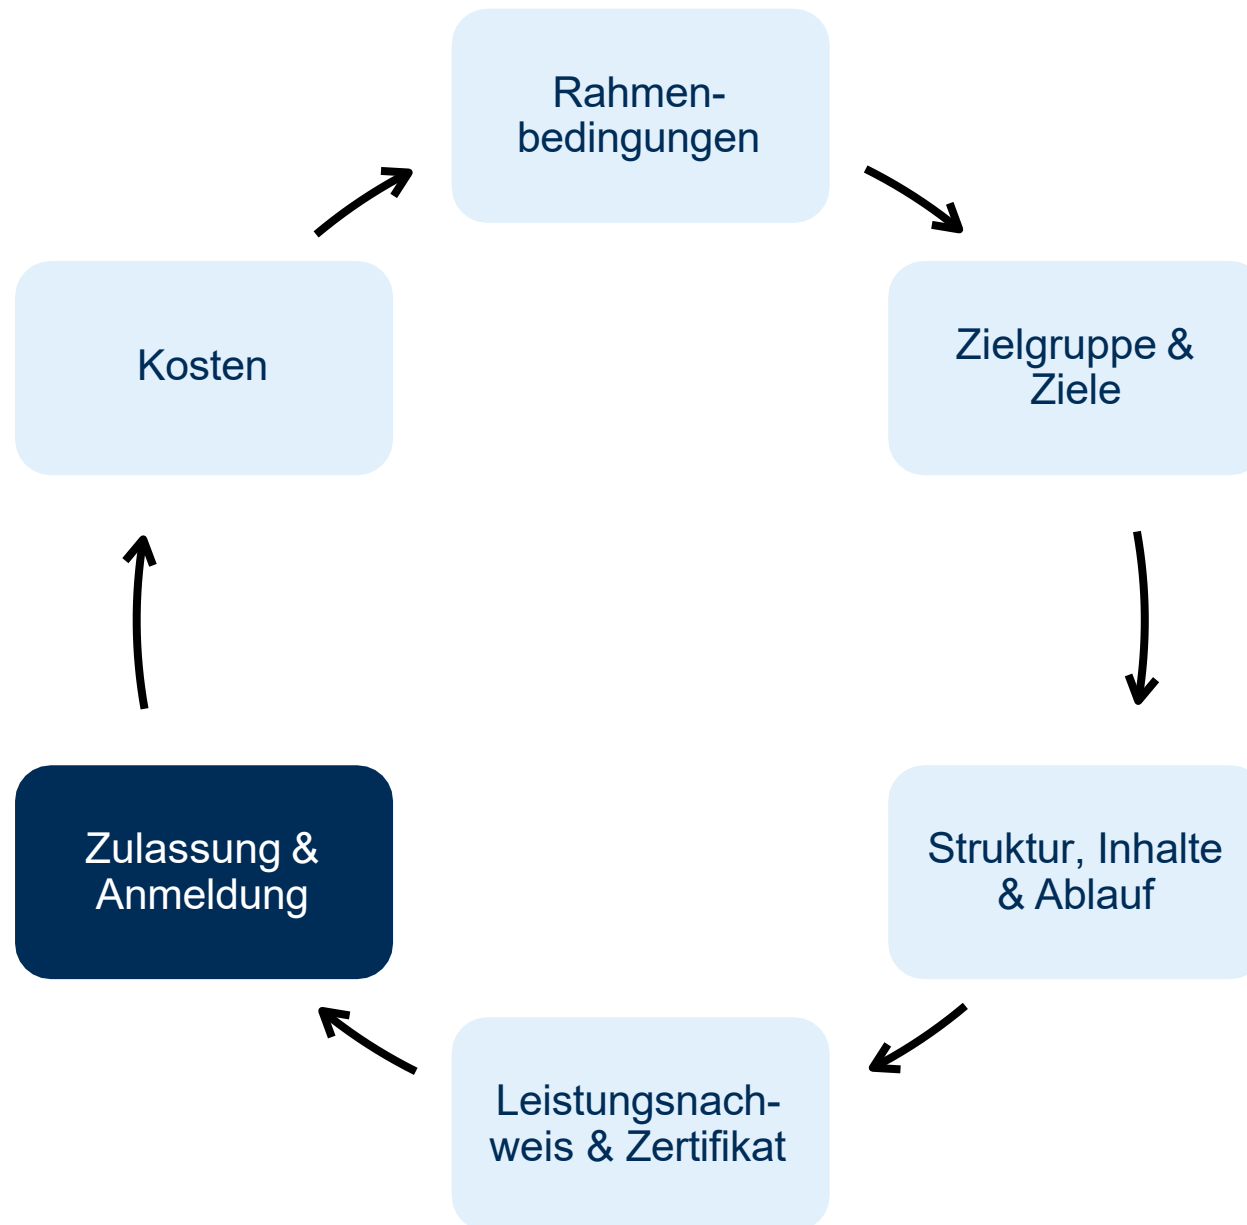 Rahmen-
bedingungen
Zielgruppe &
Ziele
Struktur, Inhalte
& Ablauf
Leistungsnach-
weis & Zertifikat
Zulassung &
Anmeldung
Kosten